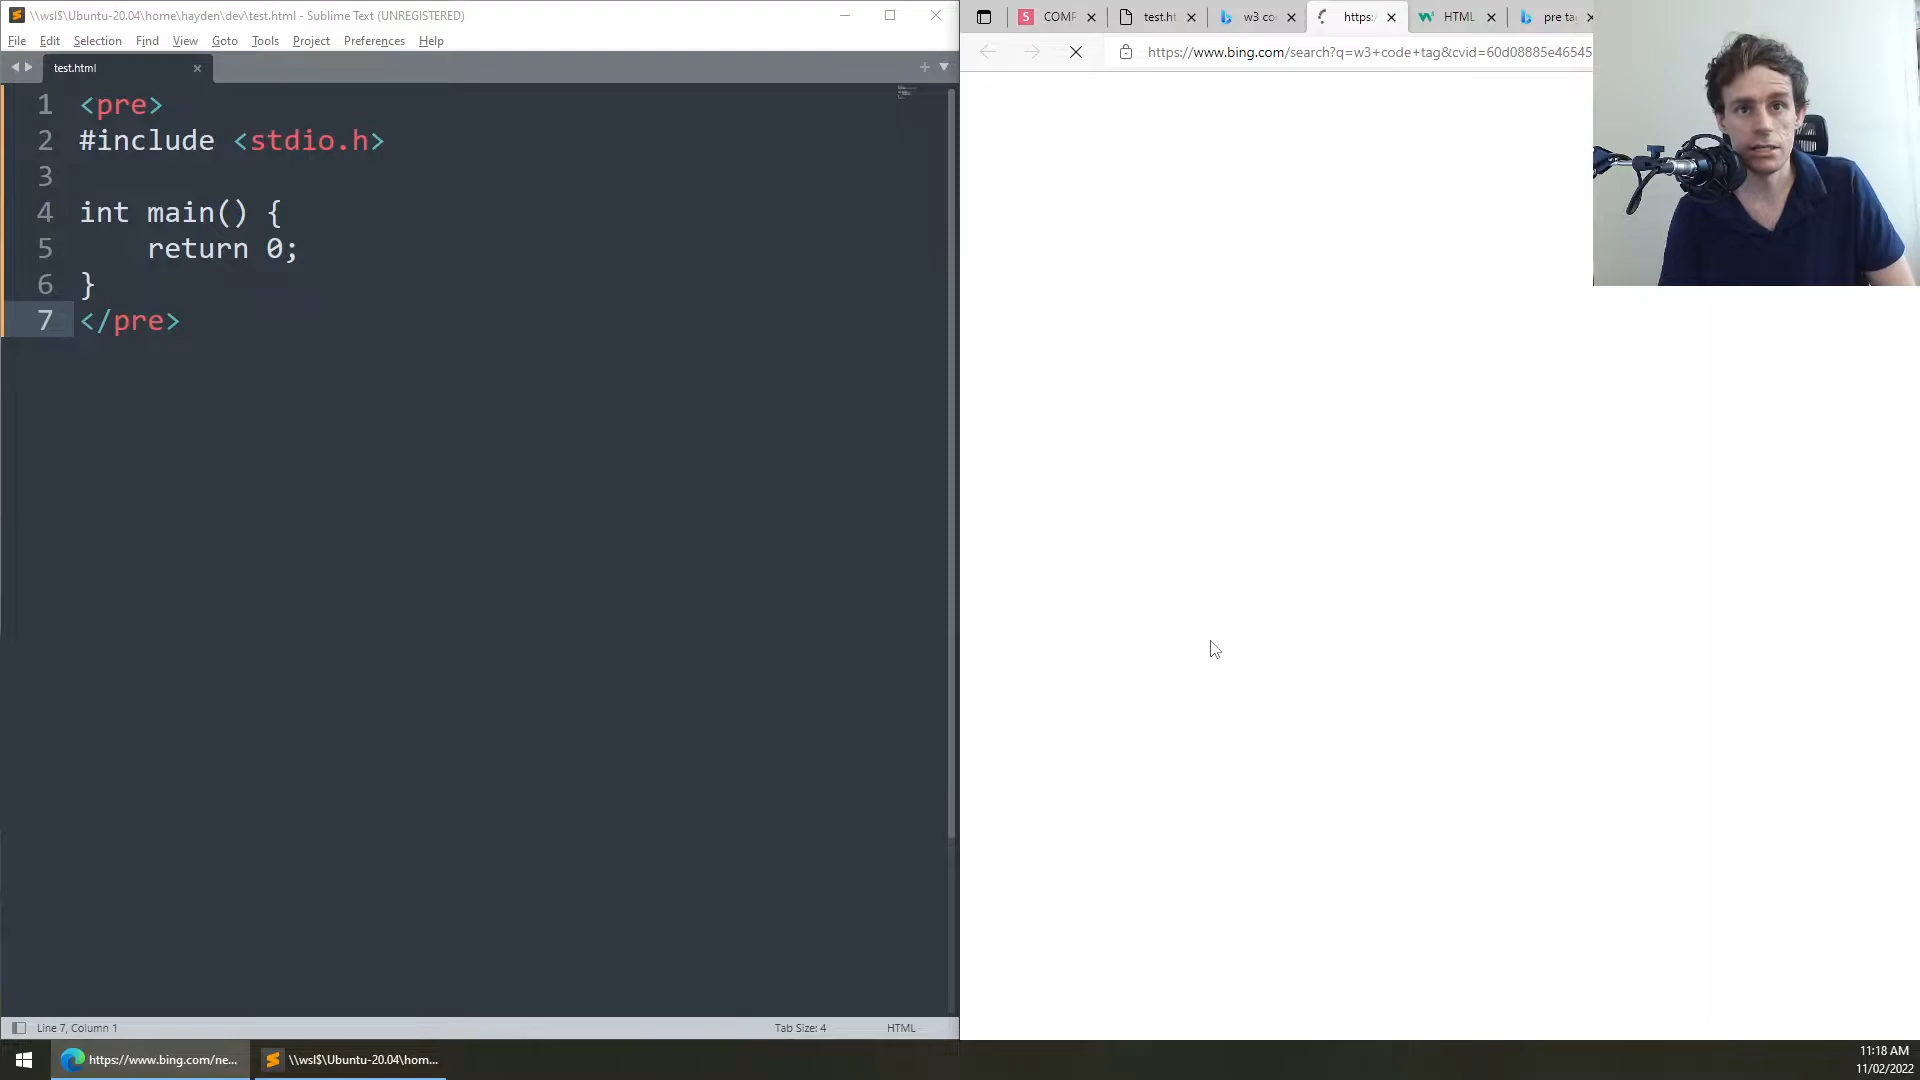 \\wsl$\Ubuntu-20.04\home\hayden\dev\test.html - Sublime Text (UNREGISTERED)
File Edit Selection Find View Goto Tools Project Preferences Help
test.html
1 <pre>
2 #include <stdio.h>
3
4 int main() {
5 return 0;
6 }
7 </pre>
Line 7, Column 1
Tab Size: 4
HTML
COMP
test.ht
w3 co
https:
HTML
pre ta
https://www.bing.com/search?q=w3+code+tag&cvid=60d08885e46545
https://www.bing.com/ne...
\\wsl$\Ubuntu-20.04\hom...
11:18 AM
11/02/2022